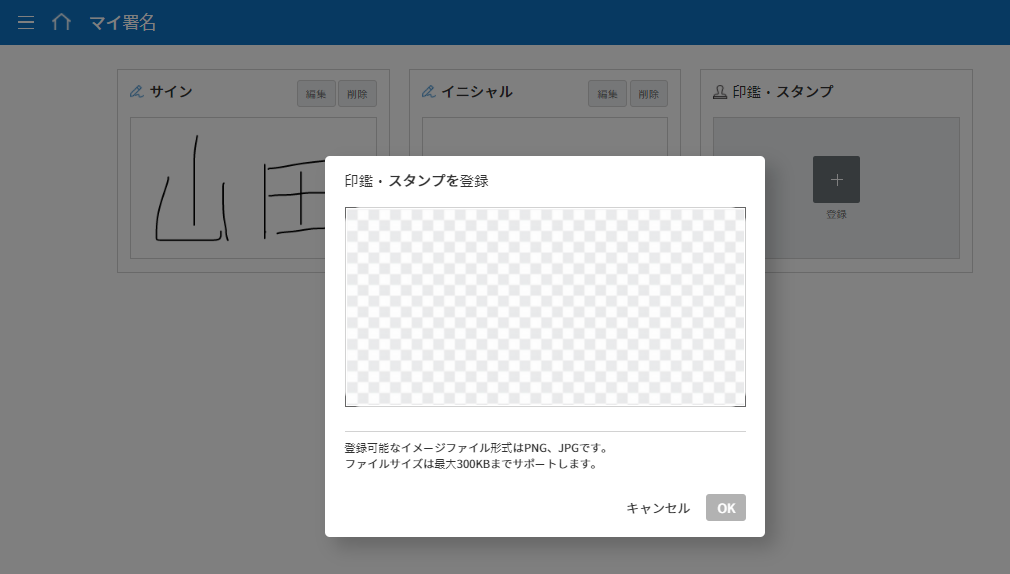 マイ署名
サイン
編集
削除
イニシャル
編集
削除
印鑑・スタンプ
山田
登録
印鑑・スタンプを登録
登録可能なイメージファイル形式はPNG、JPGです。
ファイルサイズは最大300KBまでサポートします。
キャンセル
OK